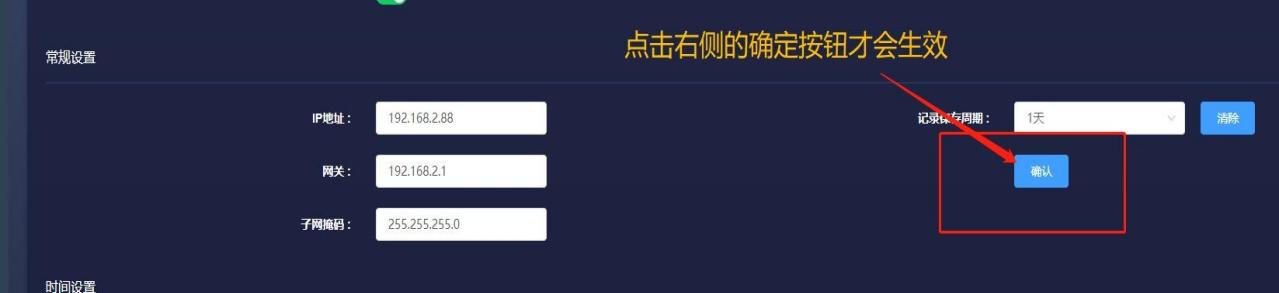 常规设置
点击右侧的确定按钮才会生效
IP地址：
192.168.2.88
记录保存周期：
1天
清除
网关：
192.168.2.1
确认
子网掩码：
255.255.255.0
时间设置